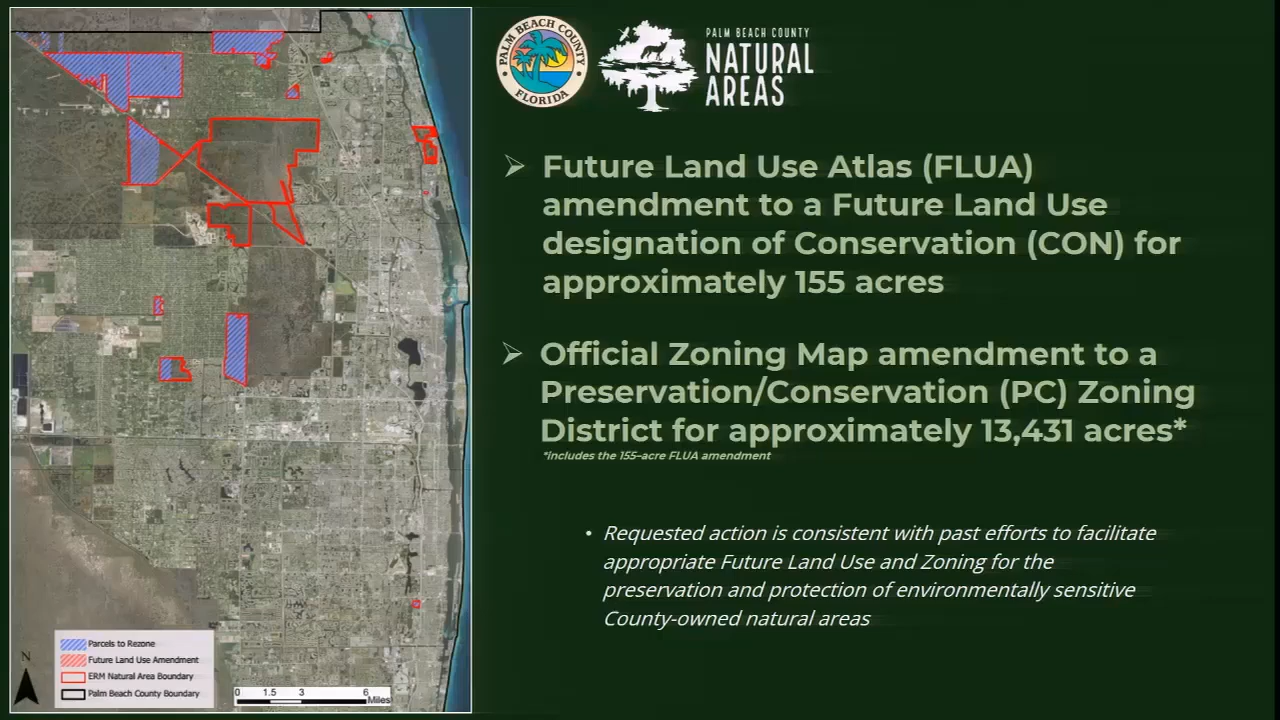 PALM BEACH COUNTY
FLORIDA
PALM BEACH COUNTY
NATURAL
AREAS
➢ Future Land Use Atlas (FLUA)
amendment to a Future Land Use
designation of Conservation (CON) for
approximately 155 acres
➢ Official Zoning Map amendment to a
Preservation/Conservation (PC) Zoning
District for approximately 13,431 acres*
*includes the 155-acre FLUA amendment
• Requested action is consistent with past efforts to facilitate
appropriate Future Land Use and Zoning for the
preservation and protection of environmentally sensitive
County-owned natural areas
N
Parcels to Rezone
Future Land Use Amendment
ERM Natural Area Boundary
Palm Beach County Boundary
0 1.5 3 6
Miles